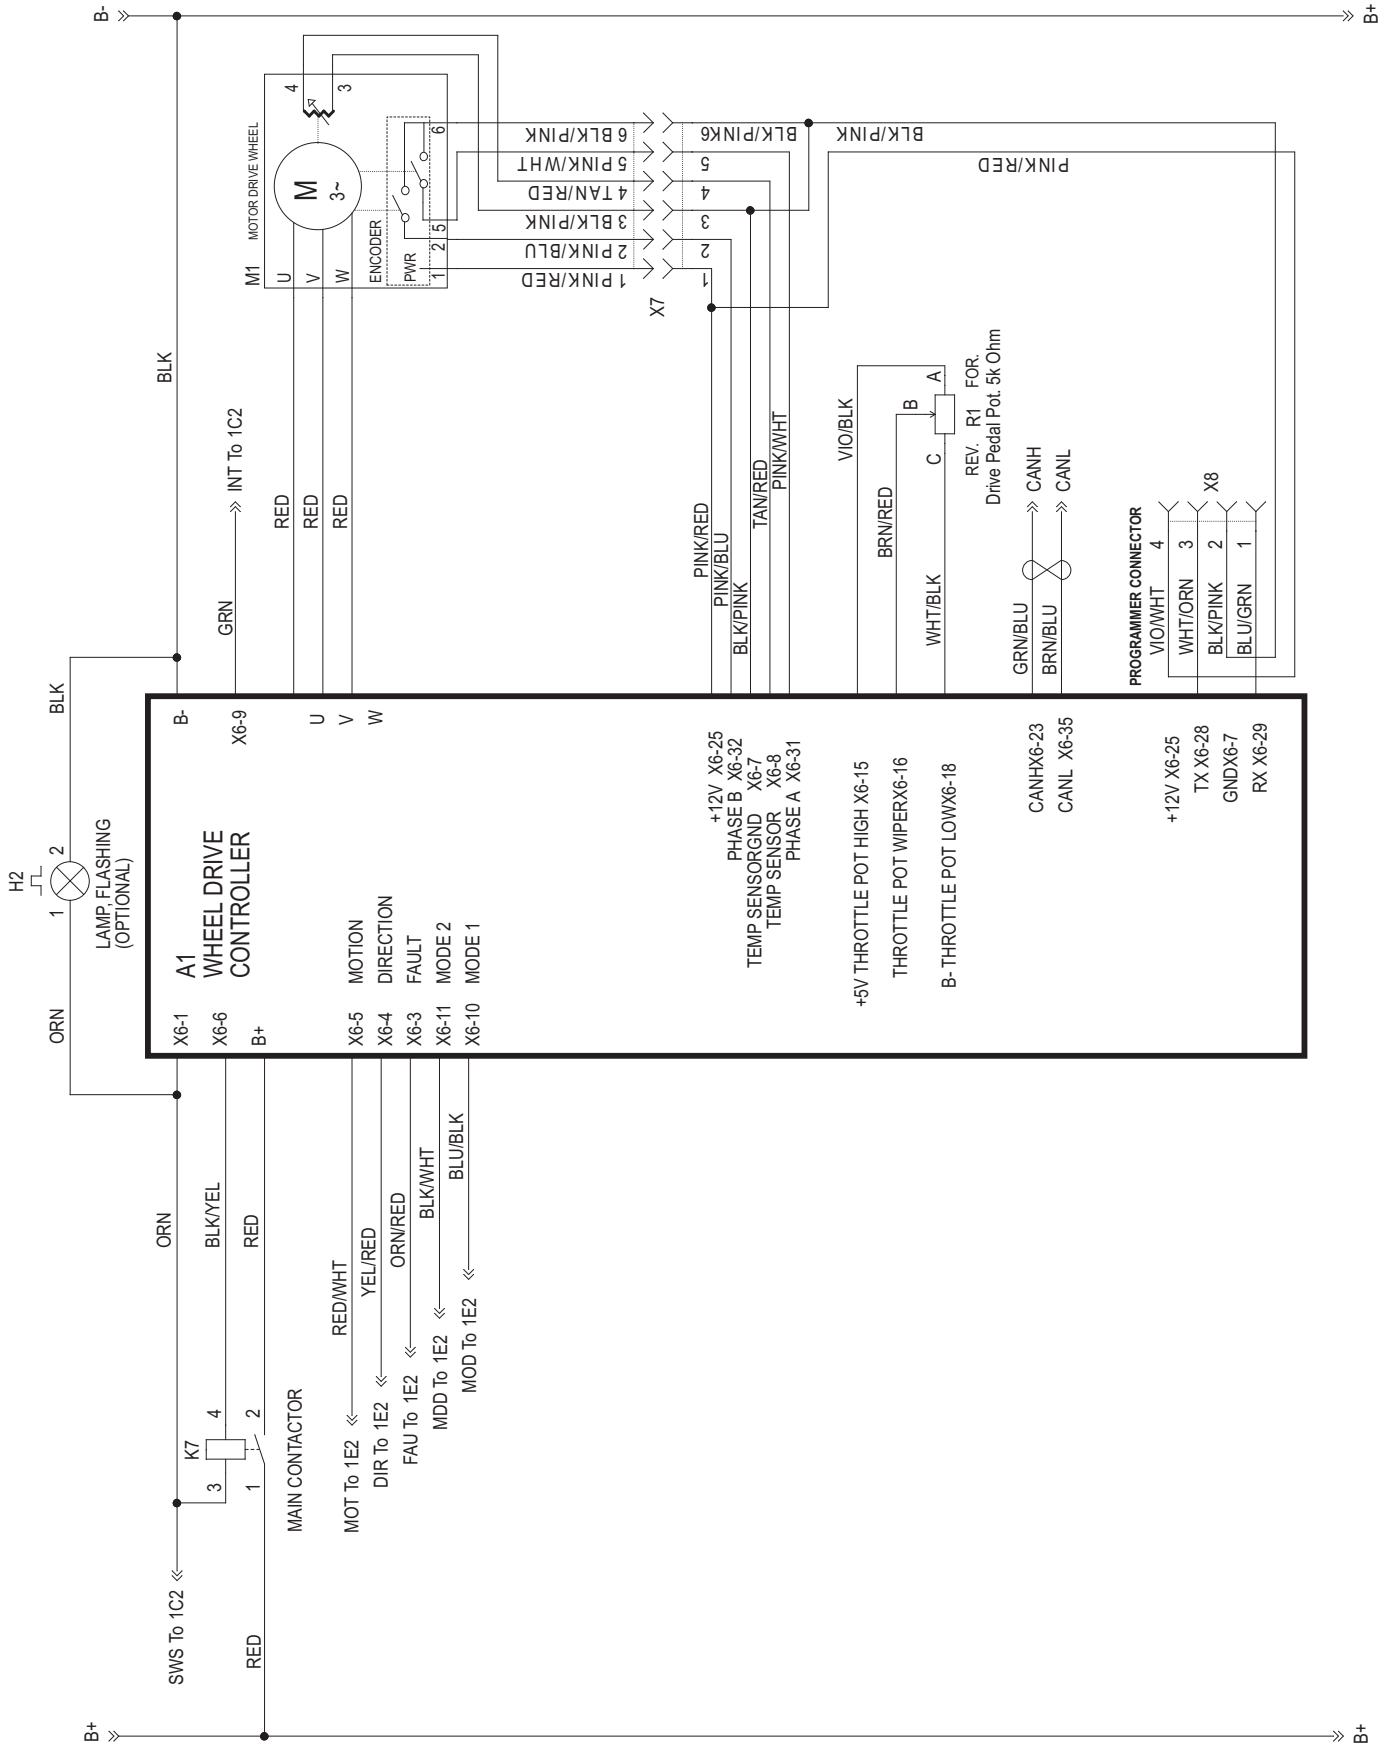 B-
B+
BLK
MOTOR DRIVE WHEEL
M1
M
3~
4
3
U
V
W
ENCODER
PWR
1
2
5
6
6 BLK/PINK
5 PINK/WHT
4 TAN/RED
3 BLK/PINK
2 PINK/BLU
1 PINK/RED
X7
6
5
4
3
2
1
BLK/PINK
BLK/PINK
PINK/RED
INT To 1C2
GRN
RED
RED
RED
PINK/RED
PINK/BLU
BLK/PINK
TAN/RED
PINK/WHT
VIO/BLK
BRN/RED
WHT/BLK
A
B
C
REV. R1 FOR.
Drive Pedal Pot. 5k Ohm
CANH
CANL
GRN/BLU
BRN/BLU
PROGRAMMER CONNECTOR
X8
VIO/WHT 4
WHT/ORN 3
BLK/PINK 2
BLU/GRN 1
BLK
H2
1
2
LAMP, FLASHING
(OPTIONAL)
ORN
B-
X6-9
U
V
W
A1
WHEEL DRIVE
CONTROLLER
+12V X6-25
PHASE B X6-32
TEMP SENSORGND X6-7
TEMP SENSOR X6-8
PHASE A X6-31
+5V THROTTLE POT HIGH X6-15
THROTTLE POT WIPERX6-16
B- THROTTLE POT LOWX6-18
CANHX6-23
CANL X6-35
+12V X6-25
TX X6-28
GNDX6-7
RX X6-29
X6-1
X6-6
B+
X6-5 MOTION
X6-4 DIRECTION
X6-3 FAULT
X6-11 MODE 2
X6-10 MODE 1
ORN
BLK/YEL
RED
RED/WHT
YEL/RED
ORN/RED
BLK/WHT
BLU/BLK
MOT To 1E2
DIR To 1E2
FAU To 1E2
MDD To 1E2
MOD To 1E2
K7
3
4
1
2
MAIN CONTACTOR
SWS To 1C2
RED
B+
B+